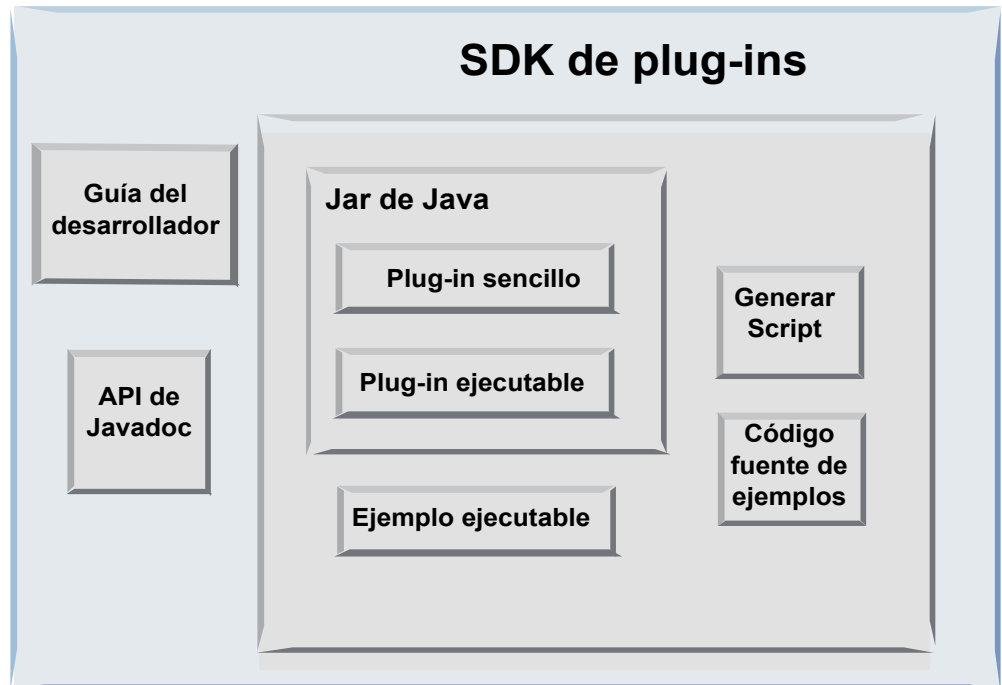 SDK de plug-ins
Guía del
desarrollador
API de
Javadoc
Jar de Java
Plug-in sencillo
Plug-in ejecutable
Ejemplo ejecutable
Generar
Script
Código
fuente de
ejemplos